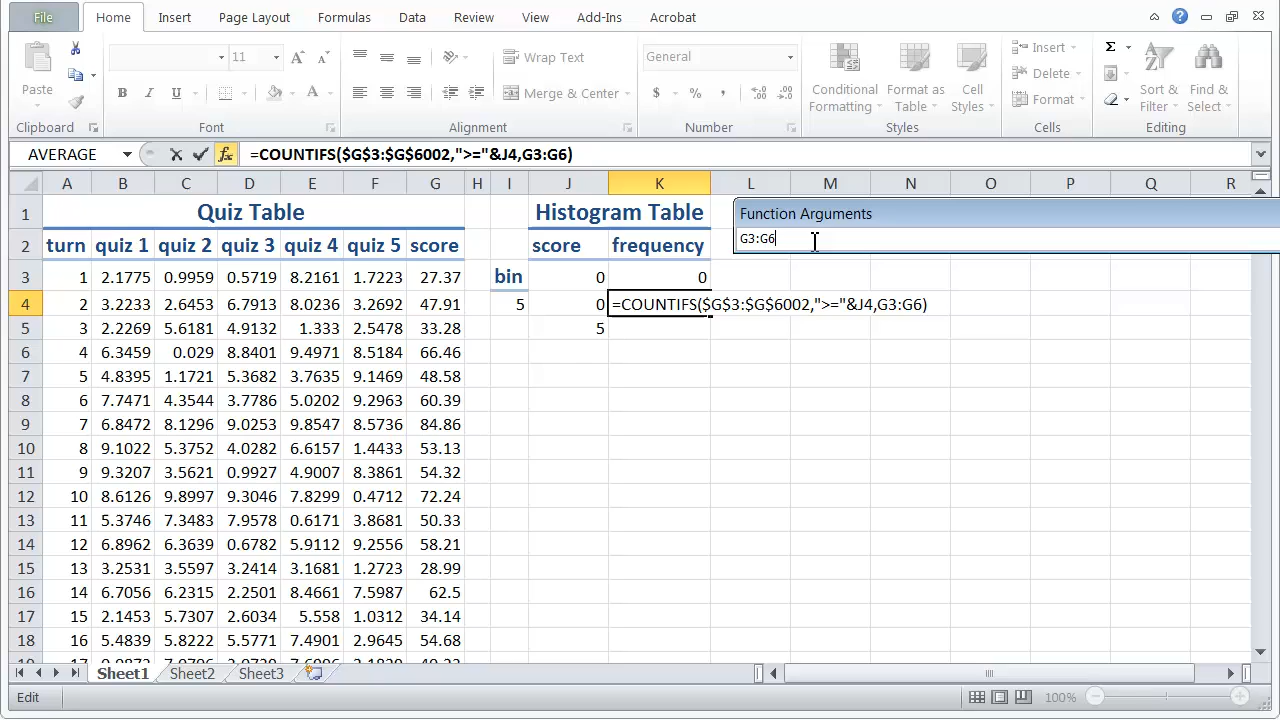 File Home Insert Page Layout Formulas Data Review View Add-Ins Acrobat
Paste 11 Wrap Text General Insert Σ
B I U A Merge & Center $ % , Conditional Formatting Format as Table Cell Styles Delete Format Sort & Filter Find & Select
Clipboard Font Alignment Number Styles Cells Editing
AVERAGE fx =COUNTIFS($G$3:$G$6002,">="&J4,G3:G6)
A B C D E F G H I J K L M N O P Q R
1 Quiz Table Histogram Table
Function Arguments
2 turn quiz 1 quiz 2 quiz 3 quiz 4 quiz 5 score score frequency G3:G6
3 1 2.1775 0.9959 0.5719 8.2161 1.7223 27.37 bin 0 0
4 2 3.2233 2.6453 6.7913 8.0236 3.2692 47.91 5 0 =COUNTIFS($G$3:$G$6002,">="&J4,G3:G6)
5 3 2.2269 5.6181 4.9132 1.333 2.5478 33.28 5
6 4 6.3459 0.029 8.8401 9.4971 8.5184 66.46
7 5 4.8395 1.1721 5.3682 3.7635 9.1469 48.58
8 6 7.7471 4.3544 3.7786 5.0202 9.2963 60.39
9 7 6.8472 8.1296 9.0253 9.8547 8.5736 84.86
10 8 9.1022 5.3752 4.0282 6.6157 1.4433 53.13
11 9 9.3207 3.5621 0.9927 4.9007 8.3861 54.32
12 10 8.6126 9.8997 9.3046 7.8299 0.4712 72.24
13 11 5.3746 7.3483 7.9578 0.6171 3.8681 50.33
14 12 6.8962 6.3639 0.6782 5.9112 9.2556 58.21
15 13 3.2531 3.5597 3.2414 3.1681 1.2723 28.99
16 14 6.7056 6.2315 2.2501 8.4661 7.5987 62.5
17 15 2.1453 5.7307 2.6034 5.558 1.0312 34.14
18 16 5.4839 5.8222 5.5771 7.4901 2.9645 54.68
Sheet1 Sheet2 Sheet3
Edit 100%